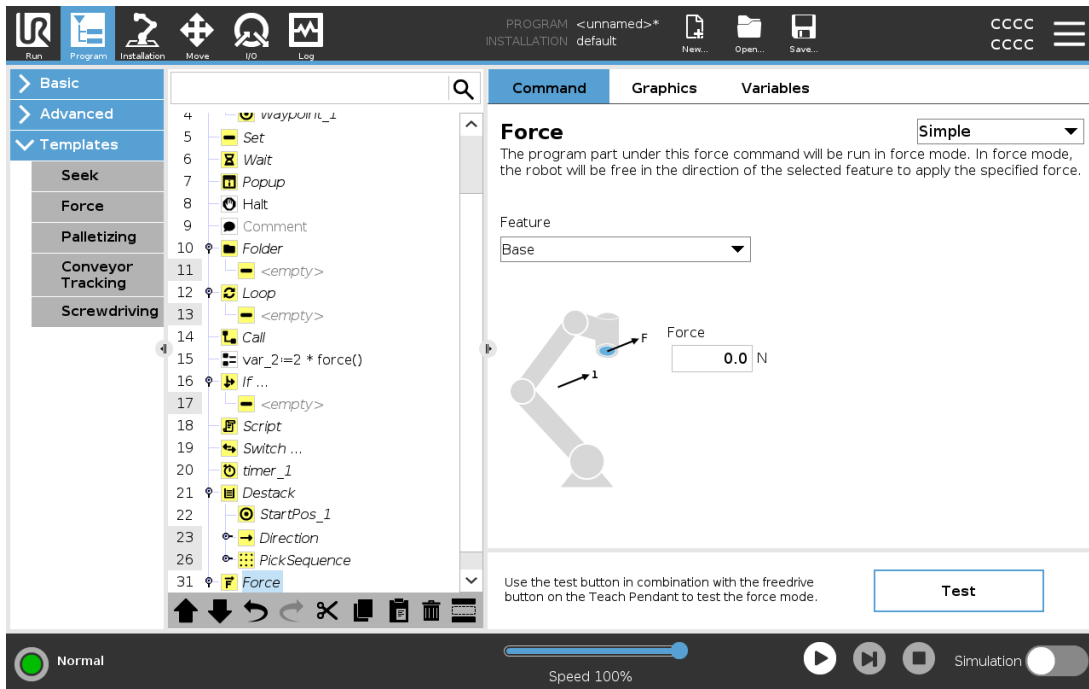 PROGRAM <unnamed>*
INSTALLATION default
CCCC
CCCC
Run
Program
Installation
Move
I/O
Log
New...
Open...
Save...
Basic
Advanced
Templates
Seek
Force
Palletizing
Conveyor
Tracking
Screwdriving
4 Waypoint_1
5 Set
6 Wait
7 Popup
8 Halt
9 Comment
10 Folder
11 <empty>
12 Loop
13 <empty>
14 Call
15 var_2:=2 * force()
16 If ...
17 <empty>
18 Script
19 Switch ...
20 timer_1
21 Destack
22 StartPos_1
23 Direction
26 PickSequence
31 Force
Command
Graphics
Variables
Force
Simple
The program part under this force command will be run in force mode. In force mode,
the robot will be free in the direction of the selected feature to apply the specified force.
Feature
Base
F
1
Force
0.0 N
Use the test button in combination with the freedrive
button on the Teach Pendant to test the force mode.
Test
Normal
Speed 100%
Simulation